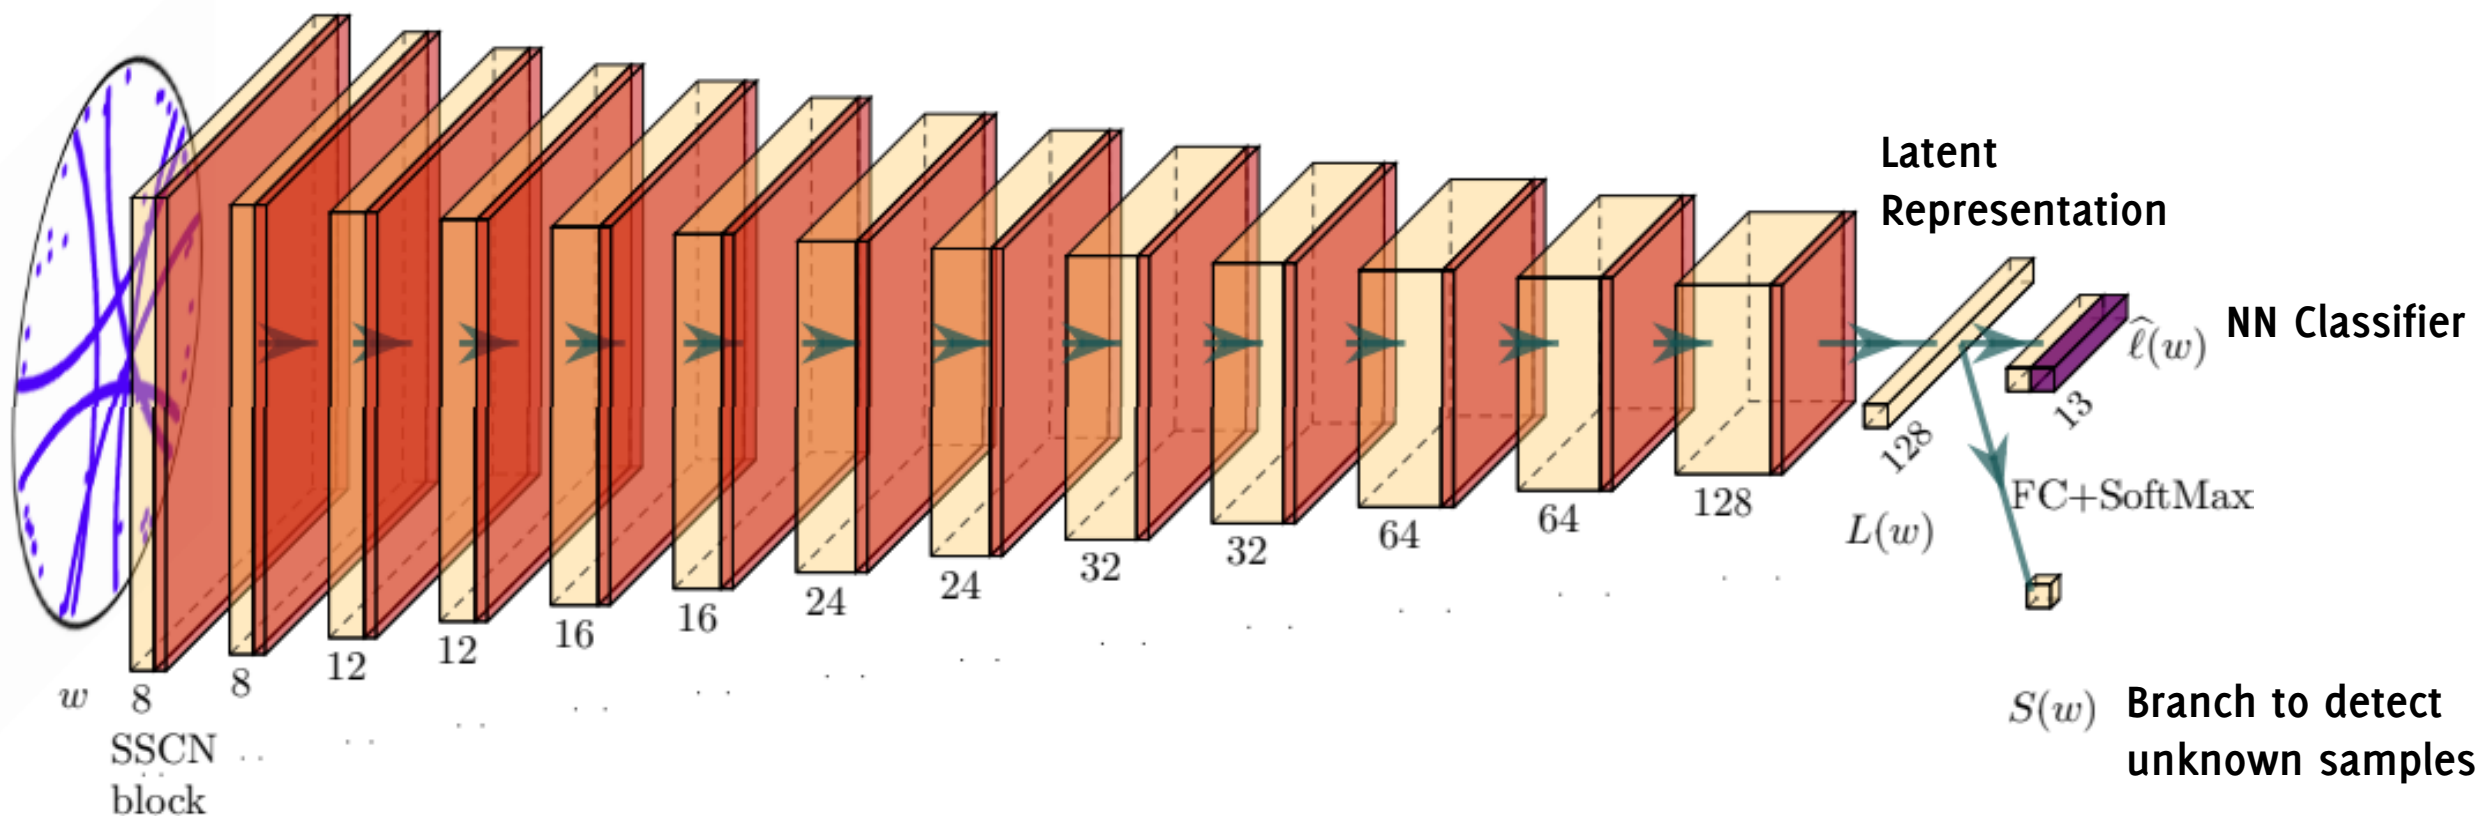 Latent
Representation
NN Classifier
ℓ̂(w)
13
128
FC+SoftMax
L(w)
128
64
64
32
32
24
24
16
16
12
12
8
8
w
SSCN
block
S(w)
Branch to detect
unknown samples